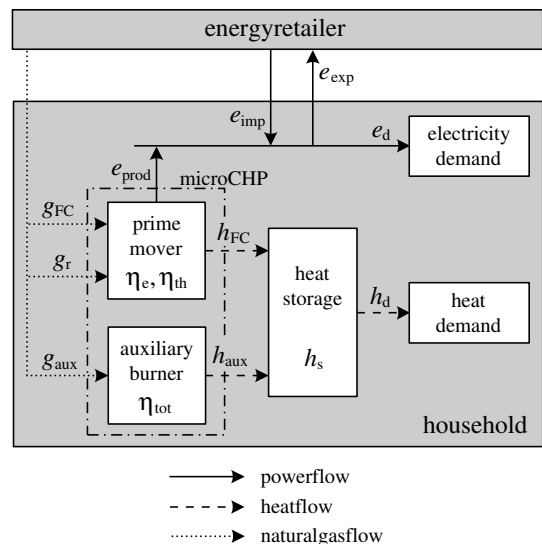 energyretailer
e_exp
e_imp
e_d
electricity
demand
e_prod
microCHP
g_FC
prime
mover
h_FC
g_r
η_e, η_th
heat
storage
h_d
heat
demand
g_aux
auxiliary
burner
h_aux
h_s
η_tot
household
powerflow
heatflow
naturalgasflow